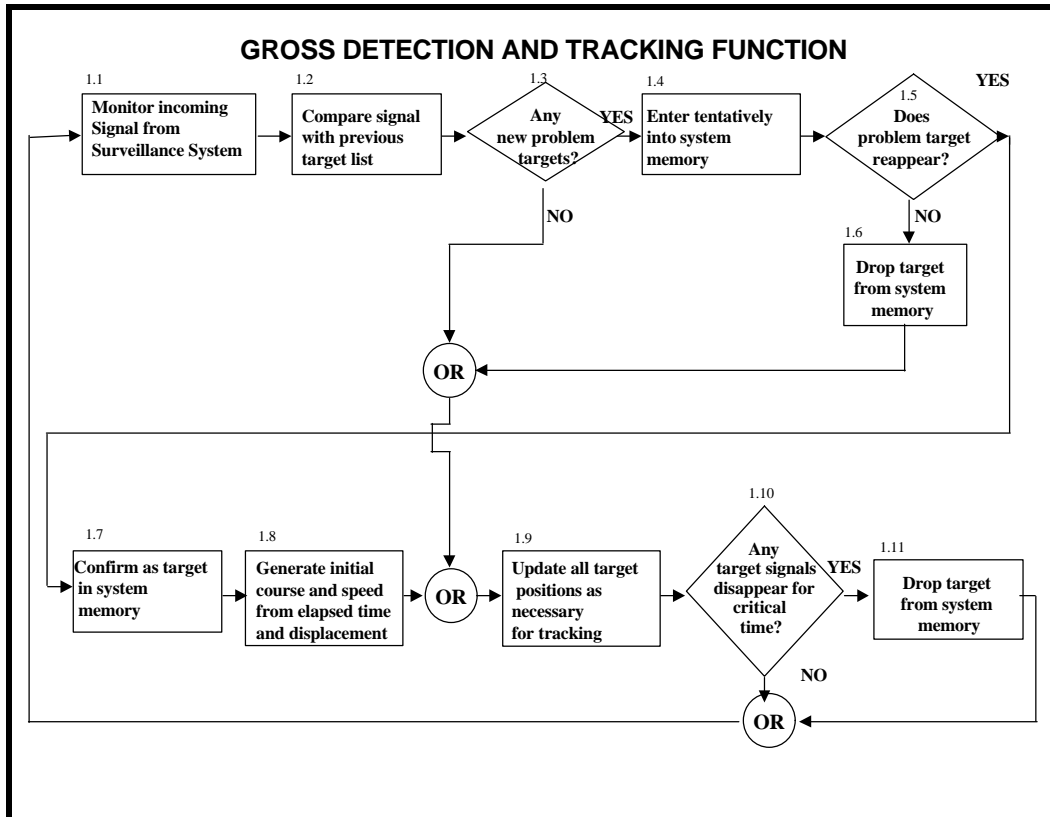 GROSS DETECTION AND TRACKING FUNCTION
1.1
Monitor incoming
Signal from
Surveillance System
1.2
Compare signal
with previous
target list
1.3
Any
new problem
targets?
YES
NO
1.4
Enter tentatively
into system
memory
1.5
Does
problem target
reappear?
YES
NO
1.6
Drop target
from system
memory
OR
1.7
Confirm as target
in system
memory
1.8
Generate initial
course and speed
from elapsed time
and displacement
OR
1.9
Update all target
positions as
necessary
for tracking
1.10
Any
target signals
disappear for
critical
time?
YES
NO
1.11
Drop target
from system
memory
OR